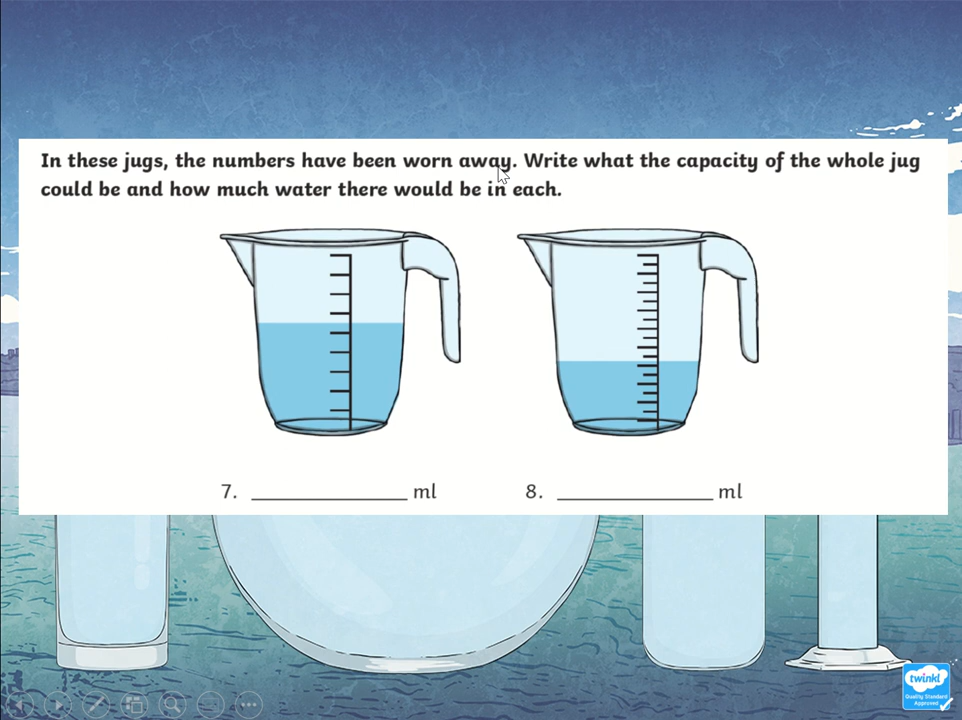 In these jugs, the numbers have been worn away. Write what the capacity of the whole jug
could be and how much water there would be in each.
7. ______________ ml 8. ______________ ml
twinkl
Quality Standard
Approved